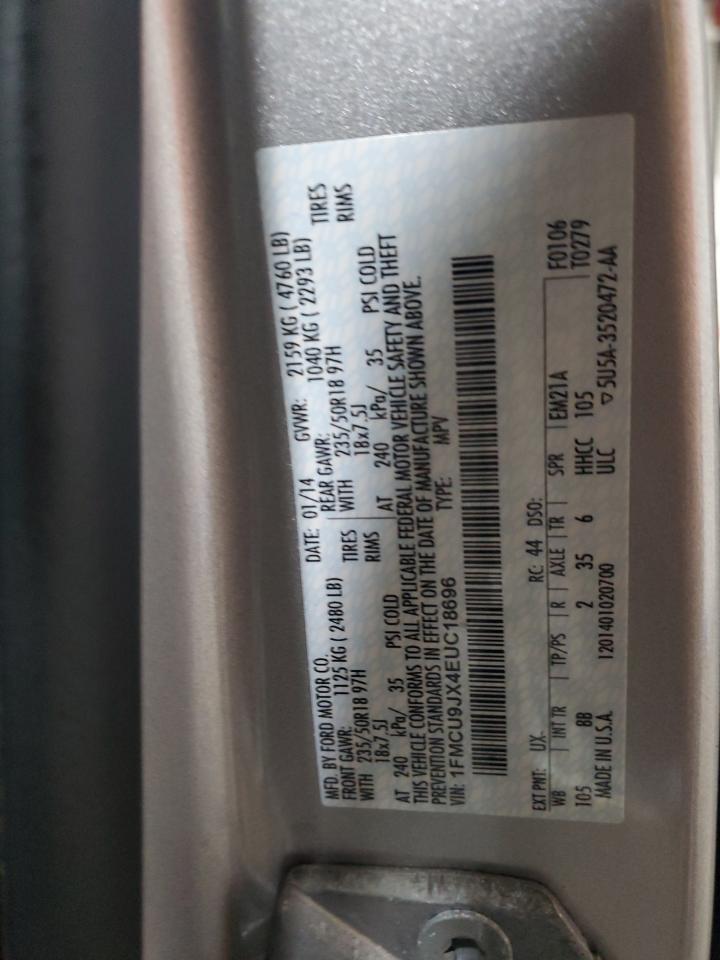 MFD. BY FORD MOTOR CO. DATE: 01/14 GVWR: 2159 KG ( 4760 LB)
FRONT GAWR: 1125 KG ( 2480 LB) REAR GAWR: 1040 KG ( 2293 LB)
WITH 235/50R18 97H TIRES WITH 235/50R18 97H TIRES
18x7.5J RIMS 18x7.5J RIMS
AT 240 kPa/ 35 PSI COLD AT 240 kPa/ 35 PSI COLD
THIS VEHICLE CONFORMS TO ALL APPLICABLE FEDERAL MOTOR VEHICLE SAFETY AND THEFT
PREVENTION STANDARDS IN EFFECT ON THE DATE OF MANUFACTURE SHOWN ABOVE.
VIN: 1FMCU9JX4EUC18696 TYPE: MPV
EXT PNT: UX RC: 44 DSO: F0106
WB INT TR TP/PS R AXLE TR SPR EM21A T0279
105 8B 2 35 6 HHCC 105
MADE IN U.S.A. 1201401020700 ULC ▽5U5A-3520472-AA